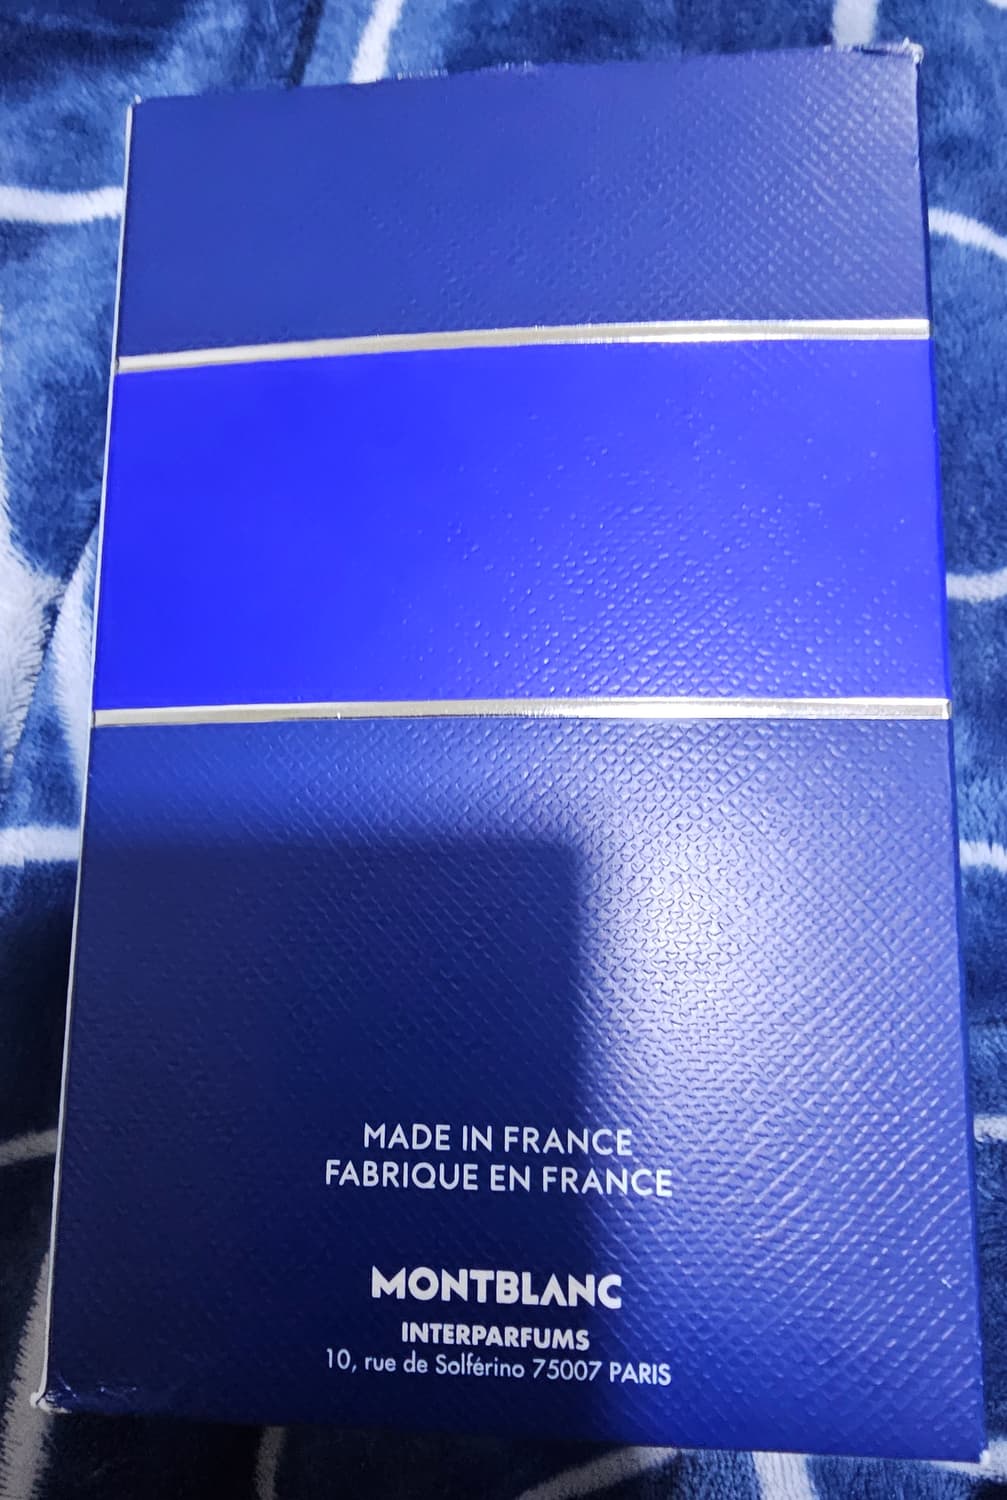 MADE IN FRANCE
FABRIQUE EN FRANCE
MONTBLANC
INTERPARFUMS
10, rue de Solférino 75007 PARIS